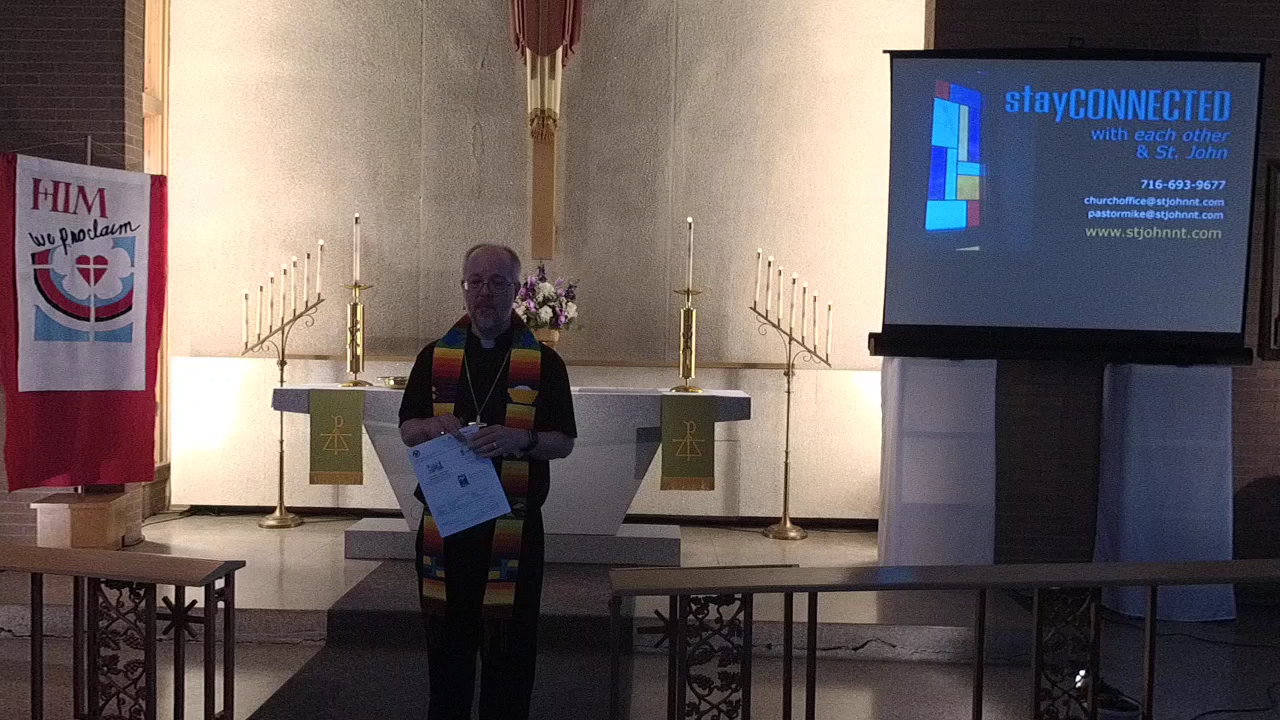 HIM
we proclaim
stayCONNECTED
with each other
& St. John
716-693-9677
churchoffice@stjohnnt.com
pastormike@stjohnnt.com
www.stjohnnt.com